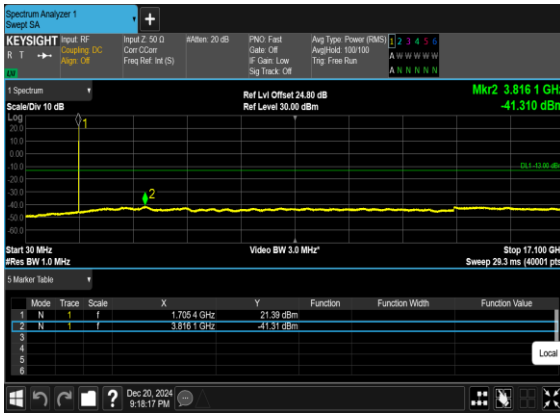 Spectrum Analyzer 1
Swept SA
KEYSIGHT Input: RF Input Z: 50 Ω #Atten: 20 dB PNO: Fast Avg Type: Power (RMS) 1 2 3 4 5 6
R T Coupling: DC Corr CCorr Gate: Off Avg|Hold: 100/100 A W W W W W
Align: Off Freq Ref: Int (S) IF Gain: Low Trig: Free Run
Sig Track: Off A N N N N N
1 Spectrum Ref Lvl Offset 24.80 dB Mkr2 3.816 1 GHz
Scale/Div 10 dB Ref Level 30.00 dBm -41.310 dBm
Log
20.0
10.0
0.00
-10.0 DL1 -13.00 dBm
-20.0
-30.0
-40.0
-50.0
-60.0
1
2
Start 30 MHz Video BW 3.0 MHz* Stop 17.100 GHz
#Res BW 1.0 MHz Sweep 29.3 ms (40001 pts)
5 Marker Table
Mode Trace Scale X Y Function Function Width Function Value
1 N 1 f 1.705 4 GHz 21.39 dBm
2 N 1 f 3.816 1 GHz -41.31 dBm
3
4
5
6
Local
? Dec 20, 2024
9:18:17 PM